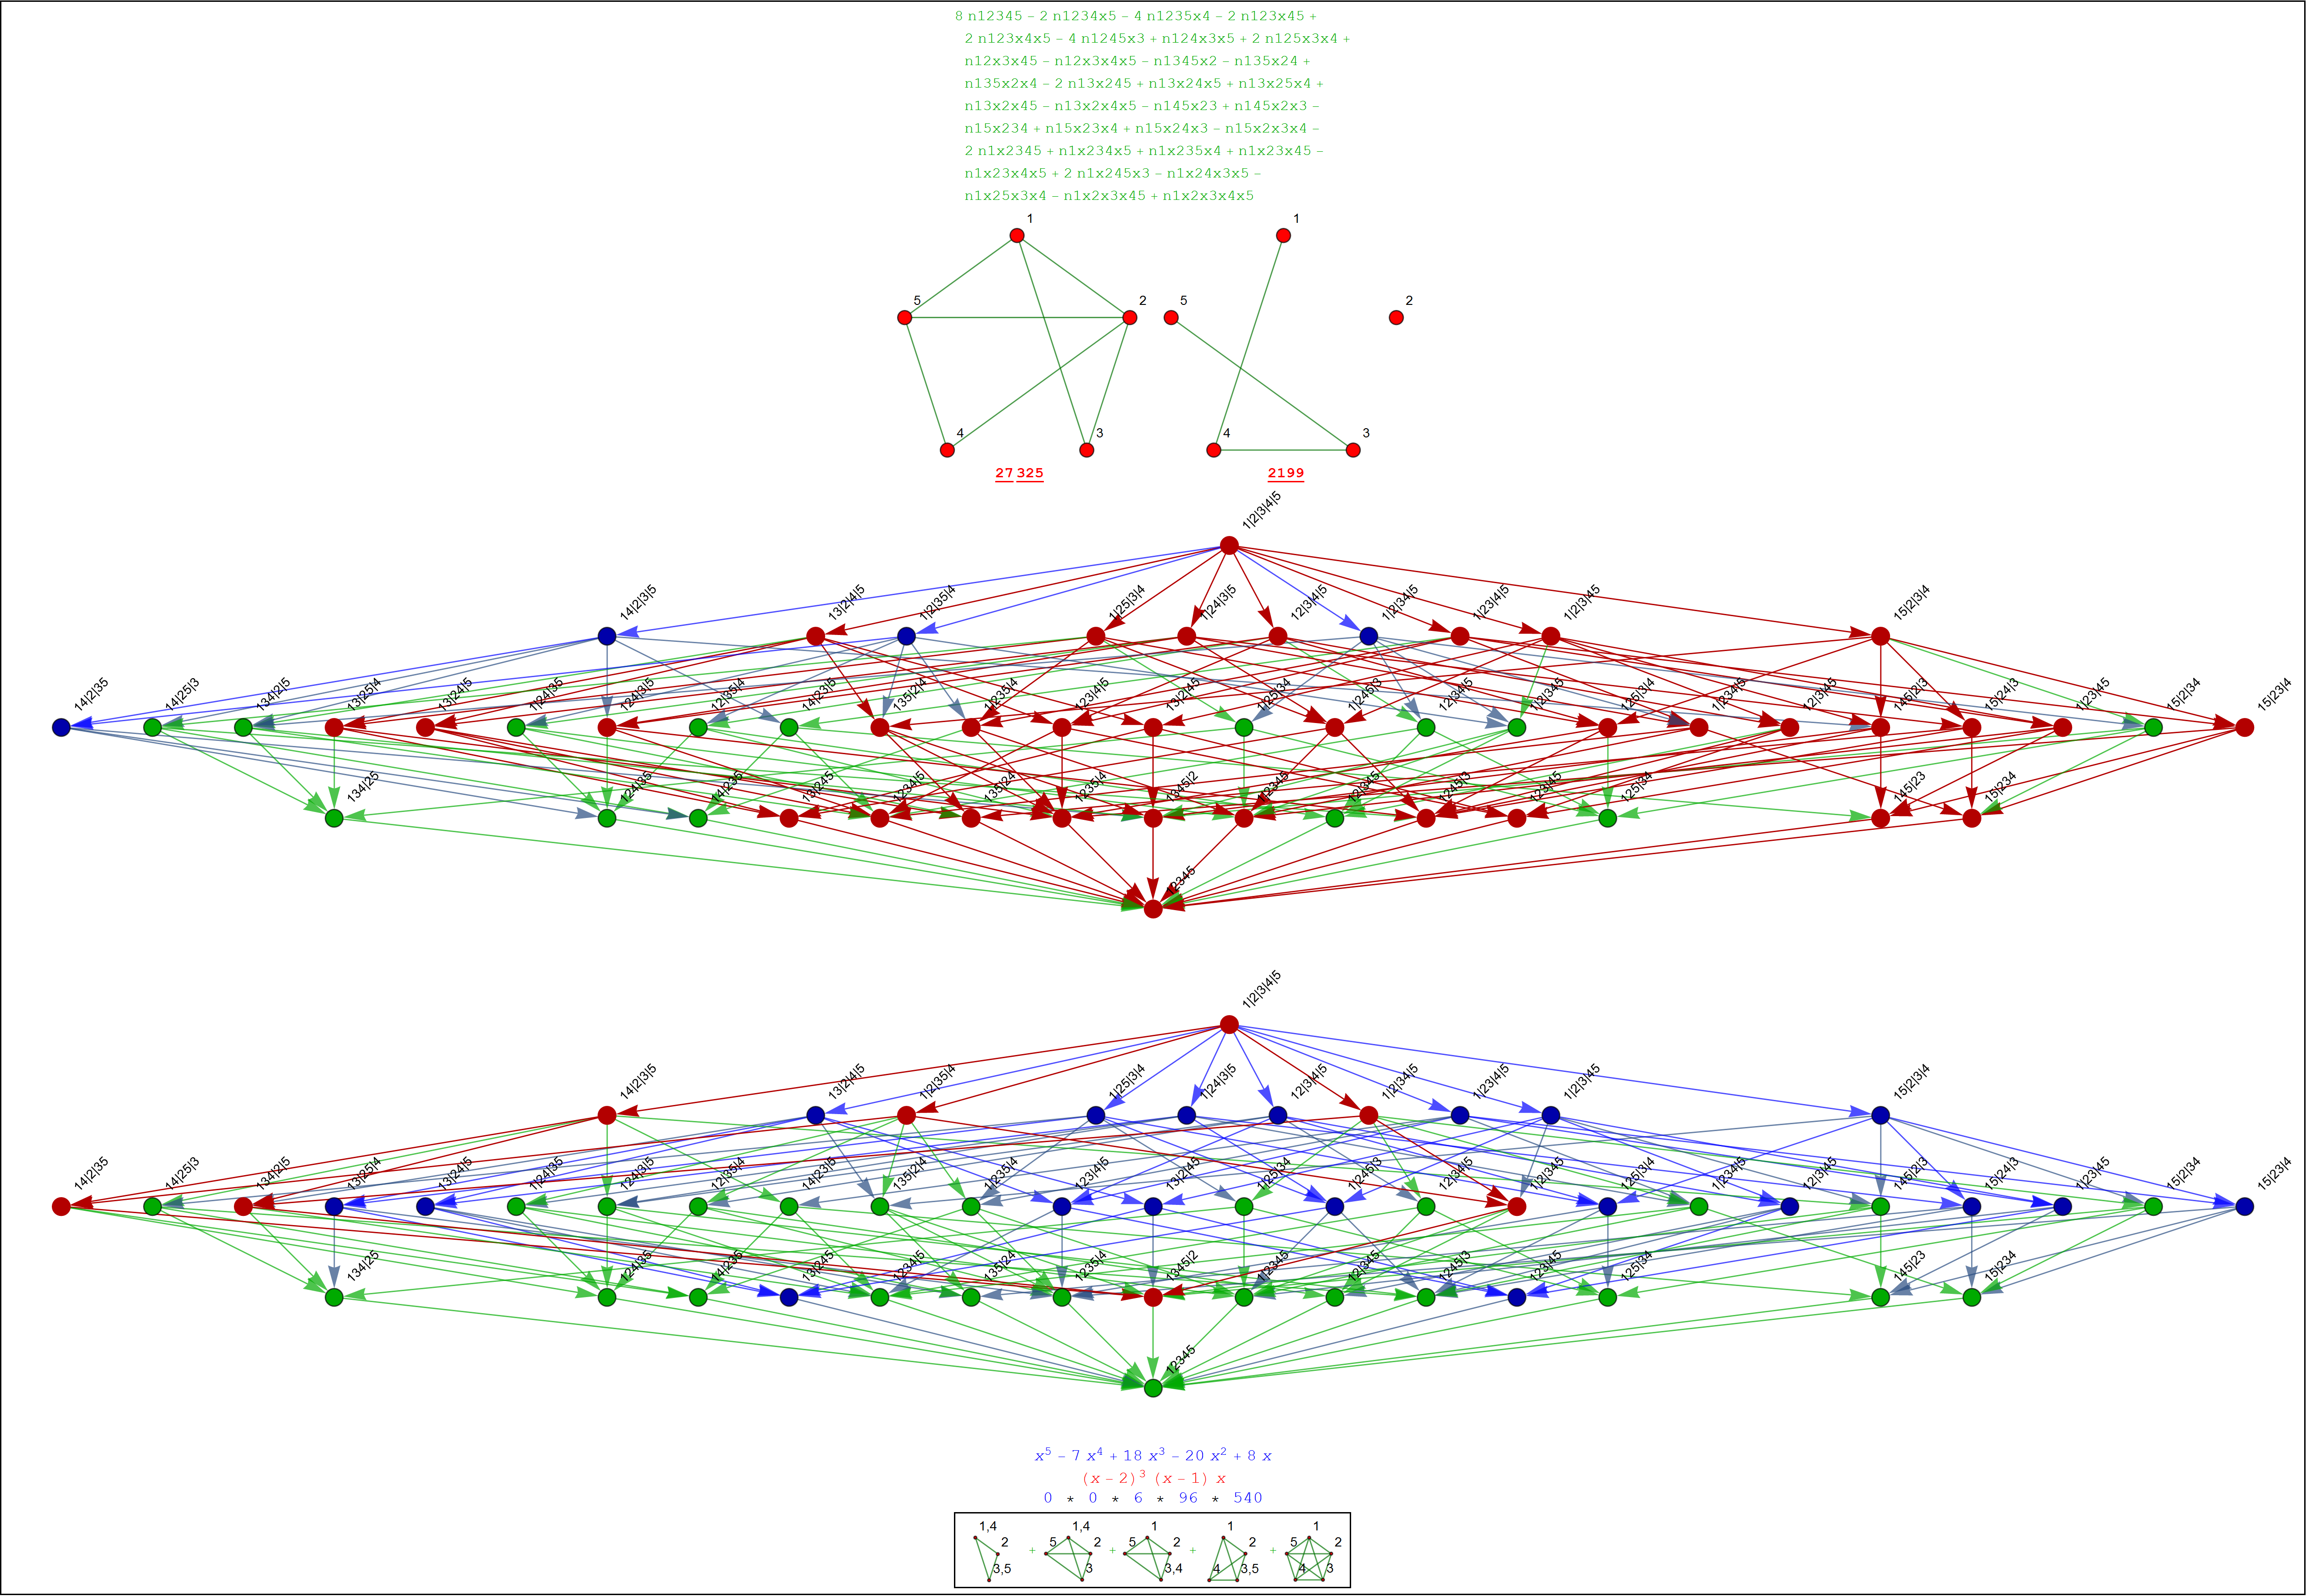 8 n12345 − 2 n1234x5 − 4 n1235x4 − 2 n123x45 +
2 n123x4x5 − 4 n1245x3 + n124x3x5 + 2 n125x3x4 +
n12x3x45 − n12x3x4x5 − n1345x2 − n135x24 +
n135x2x4 − 2 n13x245 + n13x24x5 + n13x25x4 +
n13x2x45 − n13x2x4x5 − n145x23 + n145x2x3 −
n15x234 + n15x23x4 + n15x24x3 − n15x2x3x4 −
2 n1x2345 + n1x234x5 + n1x235x4 + n1x23x45 −
n1x23x4x5 + 2 n1x245x3 − n1x24x3x5 −
n1x25x3x4 − n1x2x3x45 + n1x2x3x4x5
1 1
5 2 5 2
4 3 4 3
27 325 2199
1|2|3|4|5
14|2|3|5 13|2|4|5 1|2|35|4 1|25|3|4 1|24|3|5 12|3|4|5 1|2|34|5 1|23|4|5 1|2|3|45 15|2|3|4
14|2|35 14|25|3 134|2|5 13|25|4 13|24|5 1|24|35 124|3|5 12|35|4 14|23|5 135|2|4 1|235|4 123|4|5 13|2|45 1|25|34 1|245|3 12|34|5 1|2|345 125|3|4 1|234|5 12|3|45 145|2|3 15|24|3 1|23|45 15|2|34 15|23|4
134|25 124|35 14|235 13|245 1234|5 135|24 1235|4 1345|2 1|2345 12|345 1245|3 123|45 125|34 145|23 15|234
12345
1|2|3|4|5
14|2|3|5 13|2|4|5 1|2|35|4 1|25|3|4 1|24|3|5 12|3|4|5 1|2|34|5 1|23|4|5 1|2|3|45 15|2|3|4
14|2|35 14|25|3 134|2|5 13|25|4 13|24|5 1|24|35 124|3|5 12|35|4 14|23|5 135|2|4 1|235|4 123|4|5 13|2|45 1|25|34 1|245|3 12|34|5 1|2|345 125|3|4 1|234|5 12|3|45 145|2|3 15|24|3 1|23|45 15|2|34 15|23|4
134|25 124|35 14|235 13|245 1234|5 135|24 1235|4 1345|2 1|2345 12|345 1245|3 123|45 125|34 145|23 15|234
12345
x⁵ − 7 x⁴ + 18 x³ − 20 x² + 8 x
(x − 2)³ (x − 1) x
0 * 0 * 6 * 96 * 540
1,4 1,4 1 1 1
2 + 5 2 + 5 2 + 2 + 5 2
3,5 3 3,4 4 3,5 4 3